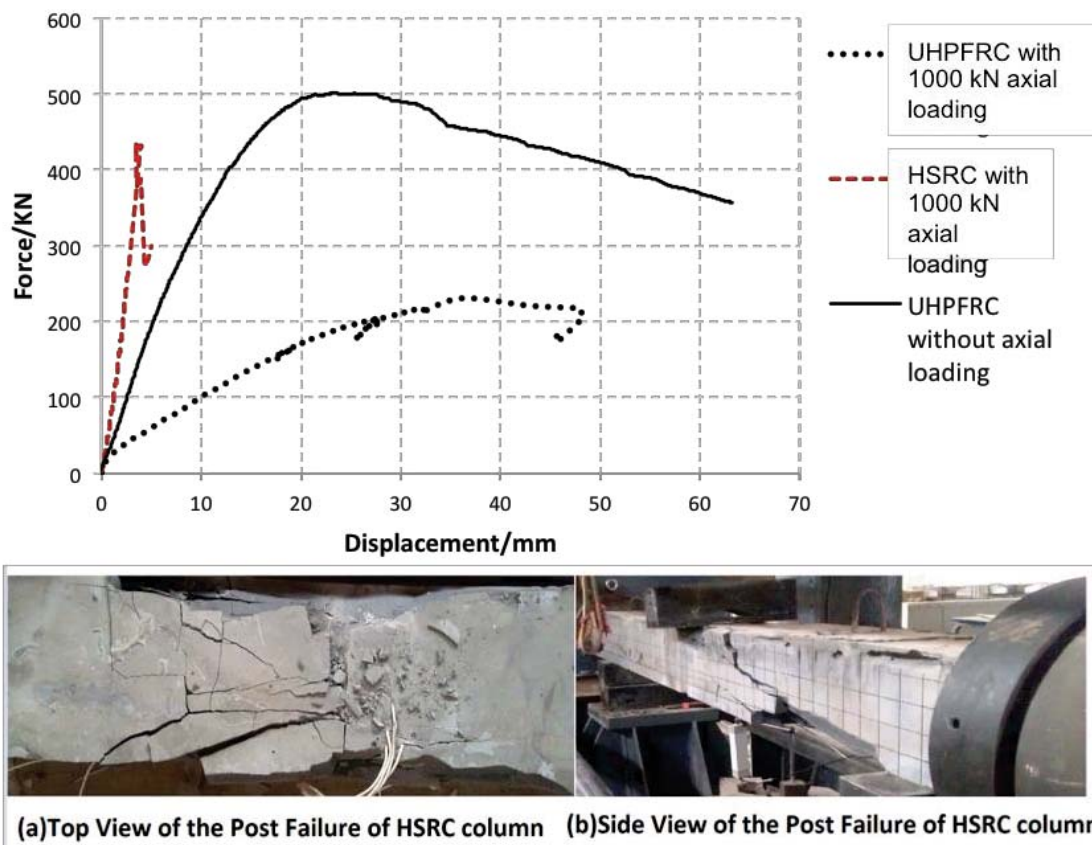 600
500
400
300
200
100
0
Force/KN
0 10 20 30 40 50 60 70
Displacement/mm
UHPFRC with
1000 kN axial
loading
HSRC with
1000 kN
axial
loading
UHPFRC
without axial
loading
(a)Top View of the Post Failure of HSRC column (b)Side View of the Post Failure of HSRC column